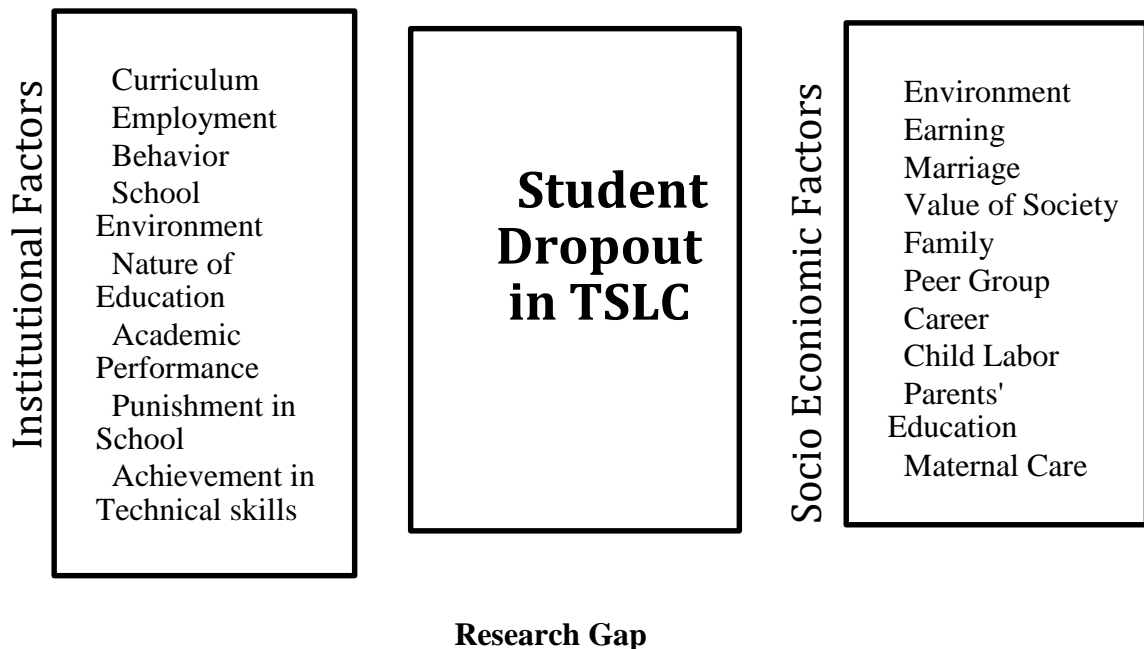 Institutional Factors
Curriculum
Employment
Behavior
School
Environment
Nature of
Education
Academic
Performance
Punishment in
School
Achievement in
Technical skills
Student
Dropout
in TSLC
Socio Econiomic Factors
Environment
Earning
Marriage
Value of Society
Family
Peer Group
Career
Child Labor
Parents'
Education
Maternal Care
Research Gap